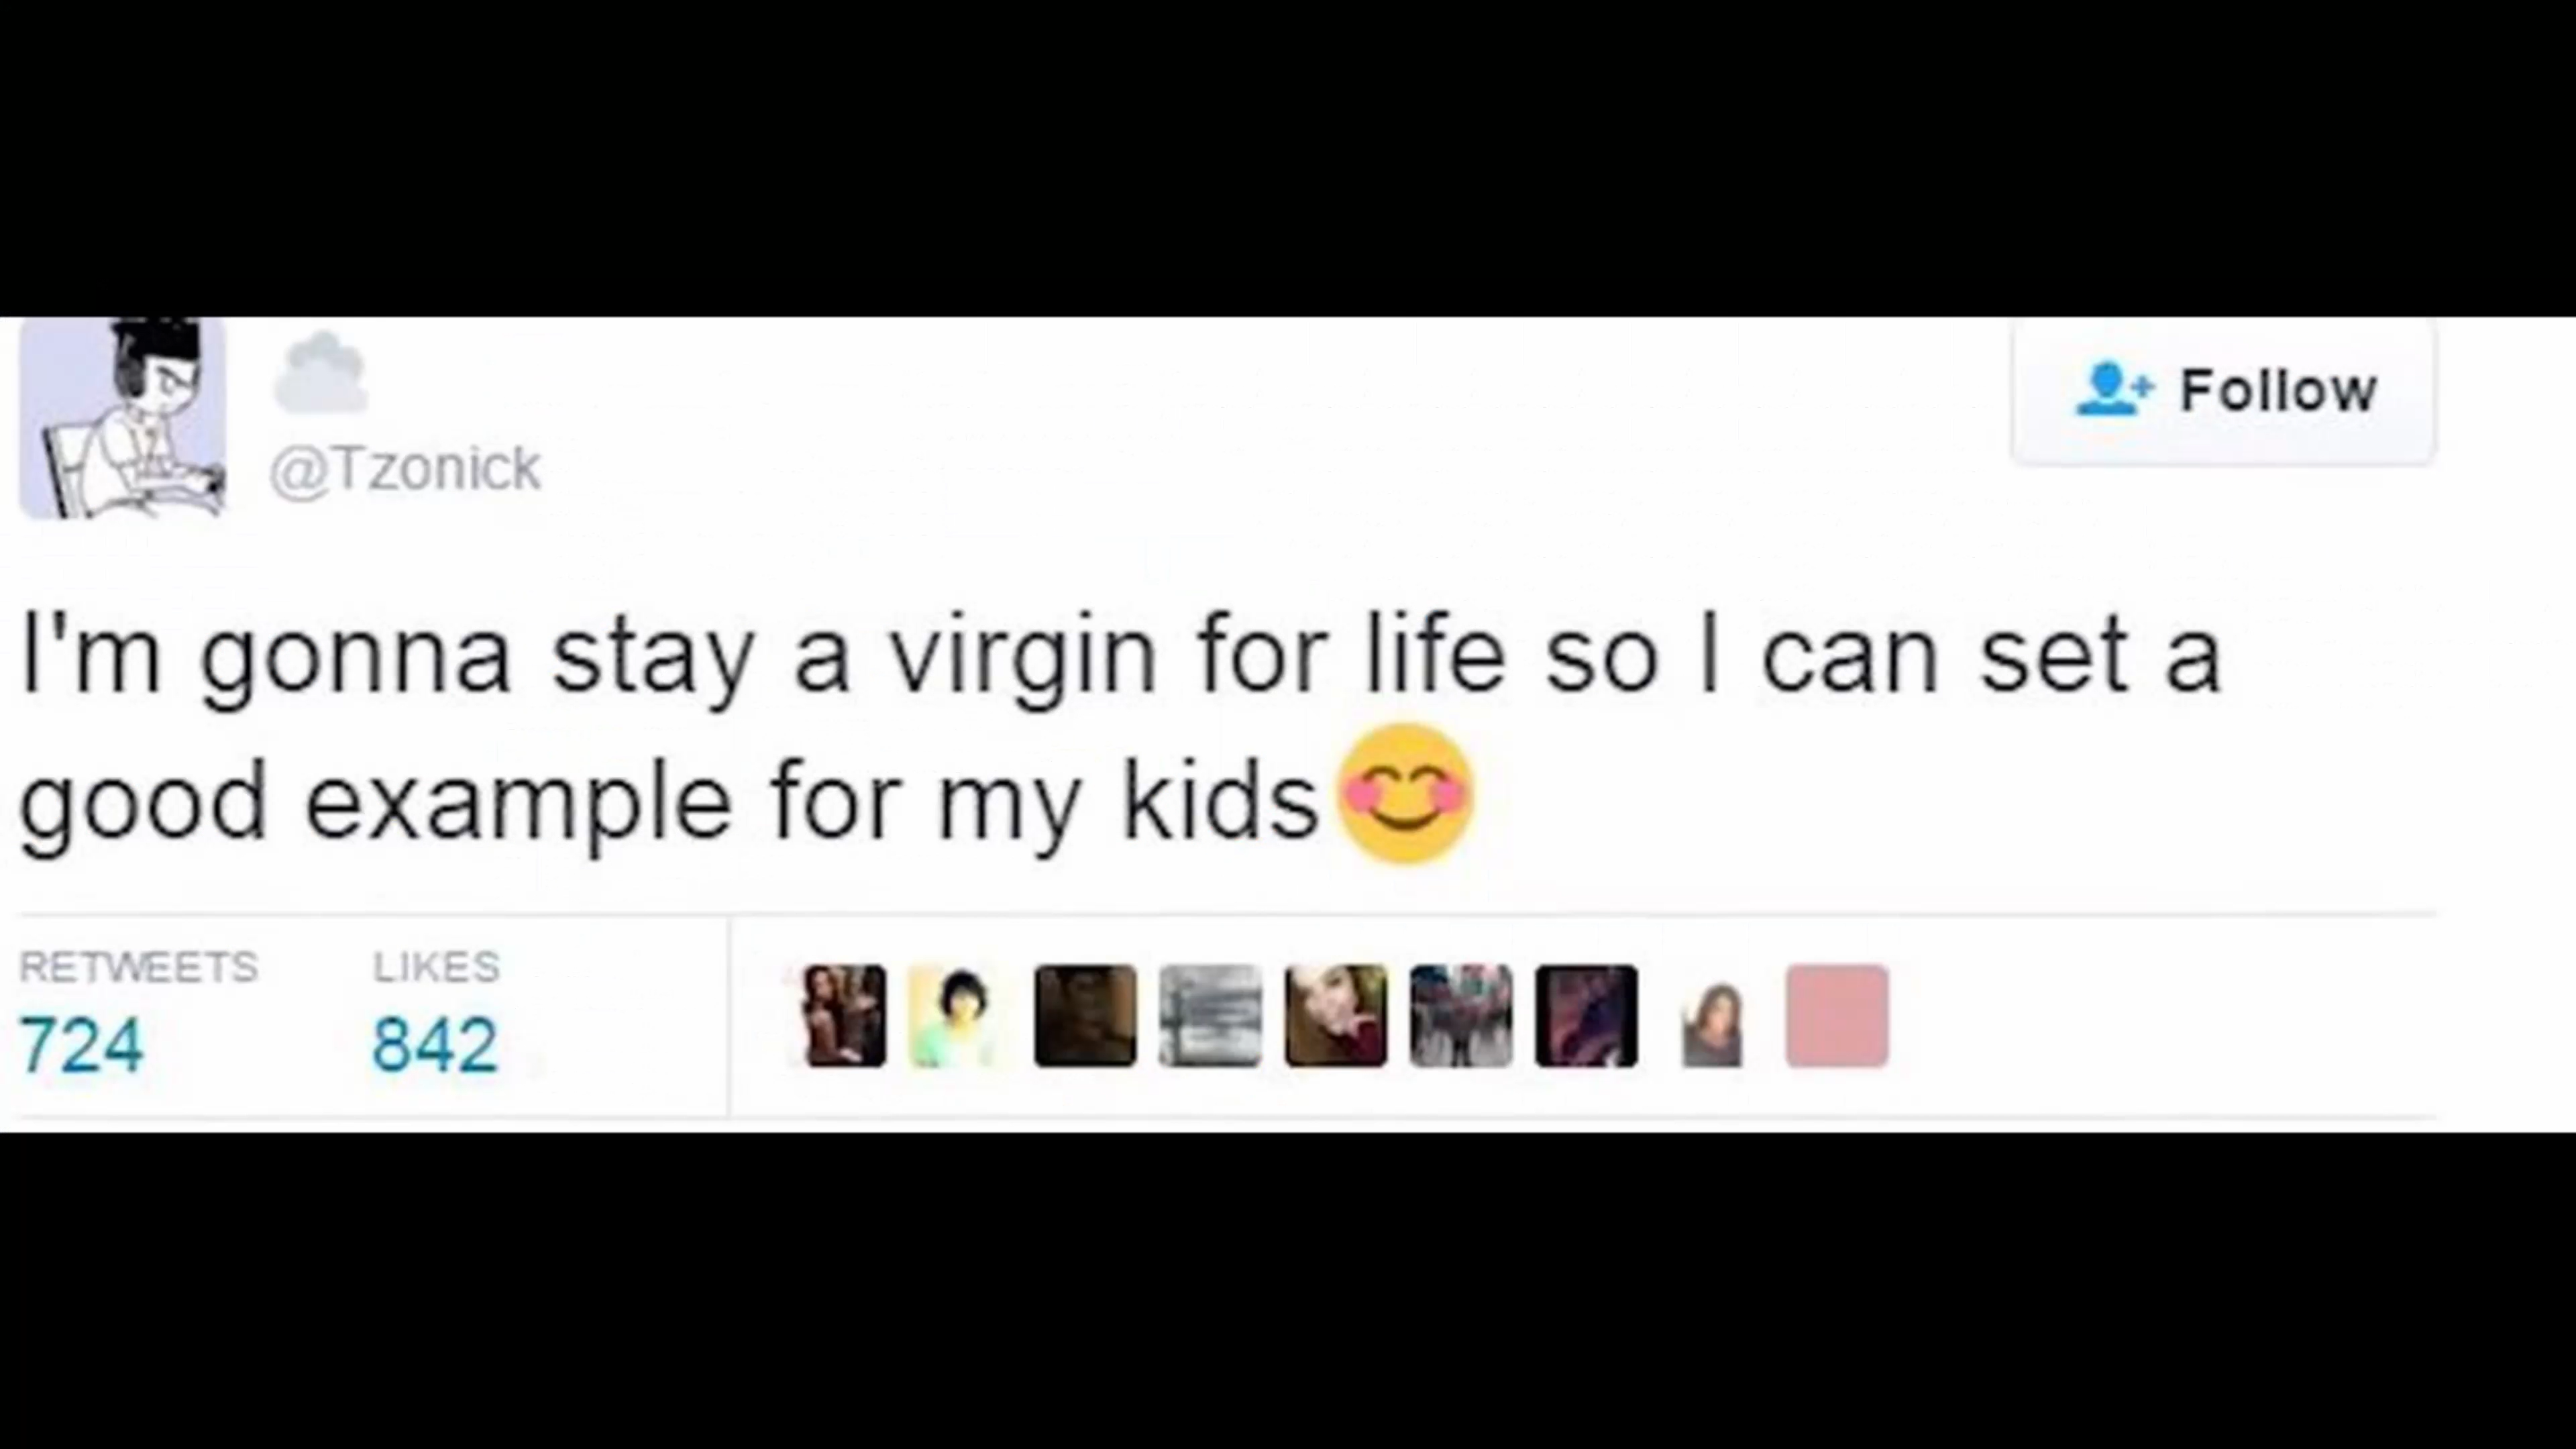 @Tzonick
Follow
I'm gonna stay a virgin for life so I can set a
good example for my kids😊
RETWEETS LIKES
724 842